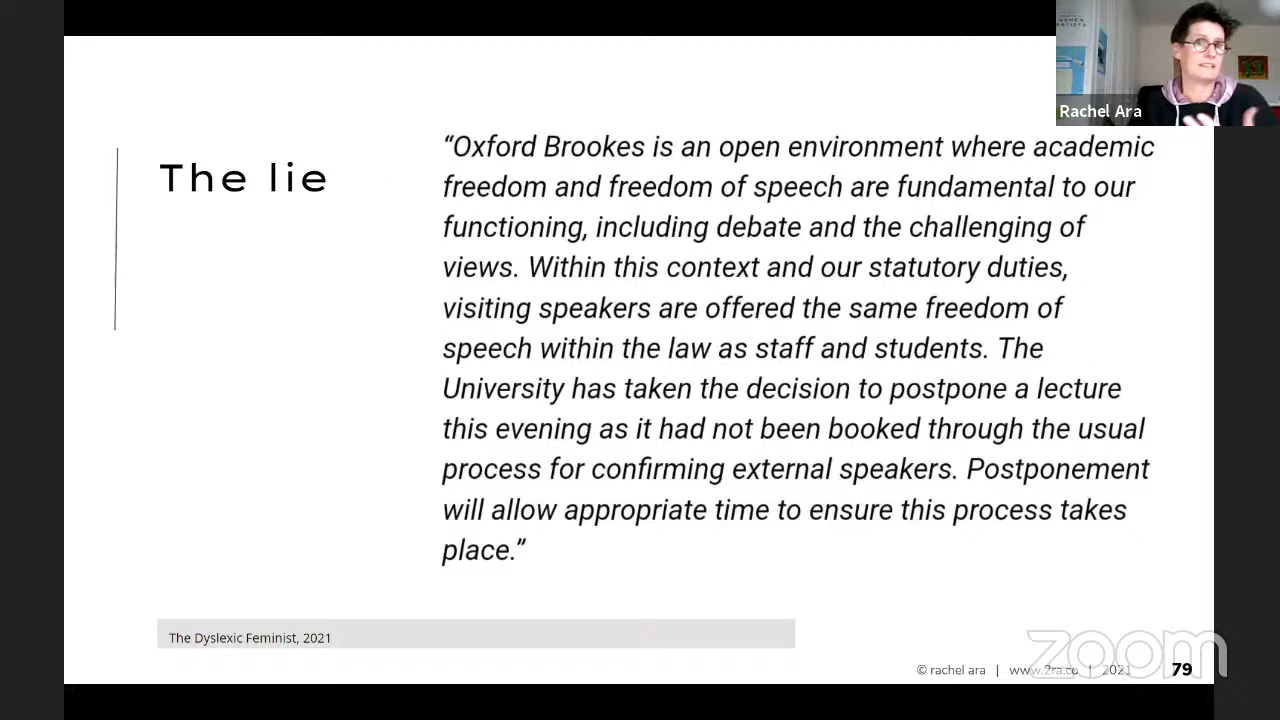 Rachel Ara
The lie
“Oxford Brookes is an open environment where academic
freedom and freedom of speech are fundamental to our
functioning, including debate and the challenging of
views. Within this context and our statutory duties,
visiting speakers are offered the same freedom of
speech within the law as staff and students. The
University has taken the decision to postpone a lecture
this evening as it had not been booked through the usual
process for confirming external speakers. Postponement
will allow appropriate time to ensure this process takes
place.”
The Dyslexic Feminist, 2021
zoom
© rachel ara | www.2ra.co | 2021 79